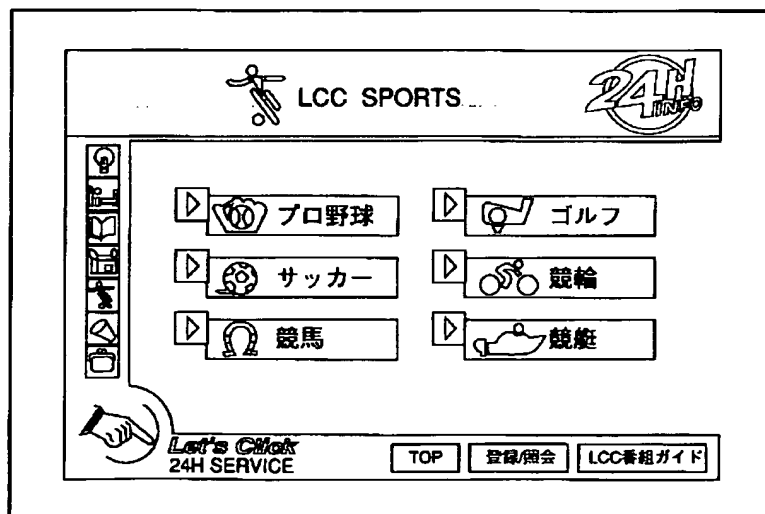 LCC SPORTS
24H
INFO
プロ野球
ゴルフ
サッカー
競輪
競馬
競艇
Let's Click
24H SERVICE
TOP
登録/照会
LCC番組ガイド